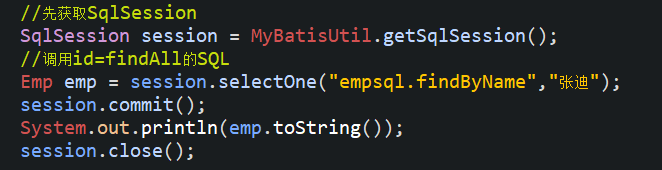 //先获取SqlSession
SqlSession session = MyBatisUtil.getSqlSession();
//调用id=findAll的SQL
Emp emp = session.selectOne("empsql.findByName","张迪");
session.commit();
System.out.println(emp.toString());
session.close();